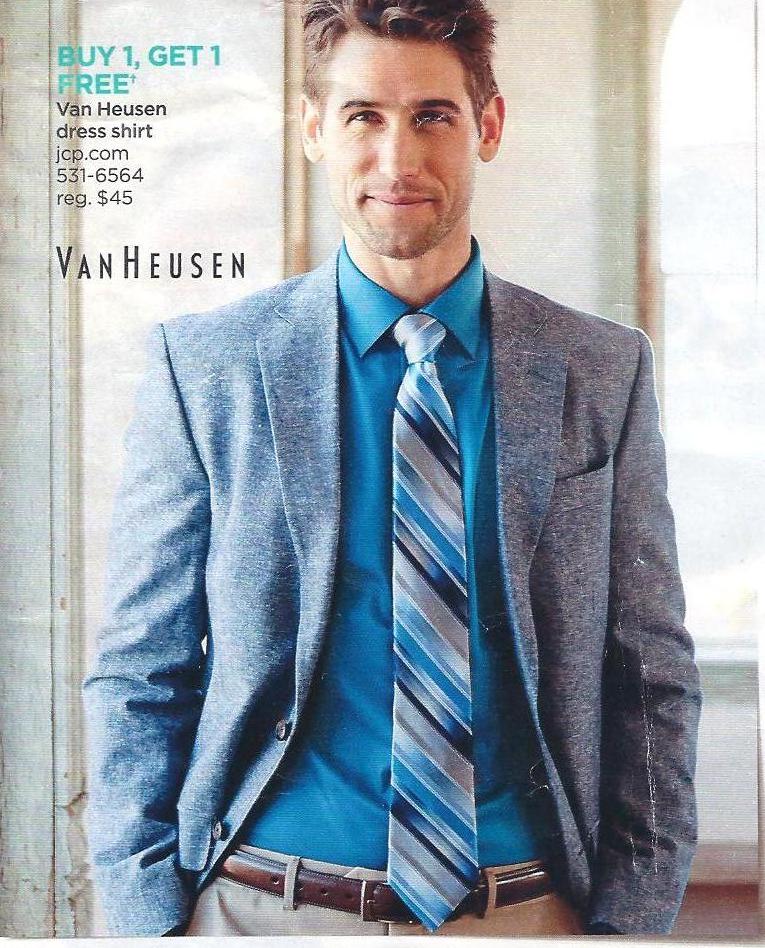 BUY 1, GET 1
FREE†
Van Heusen
dress shirt
jcp.com
531-6564
reg. $45
VAN HEUSEN